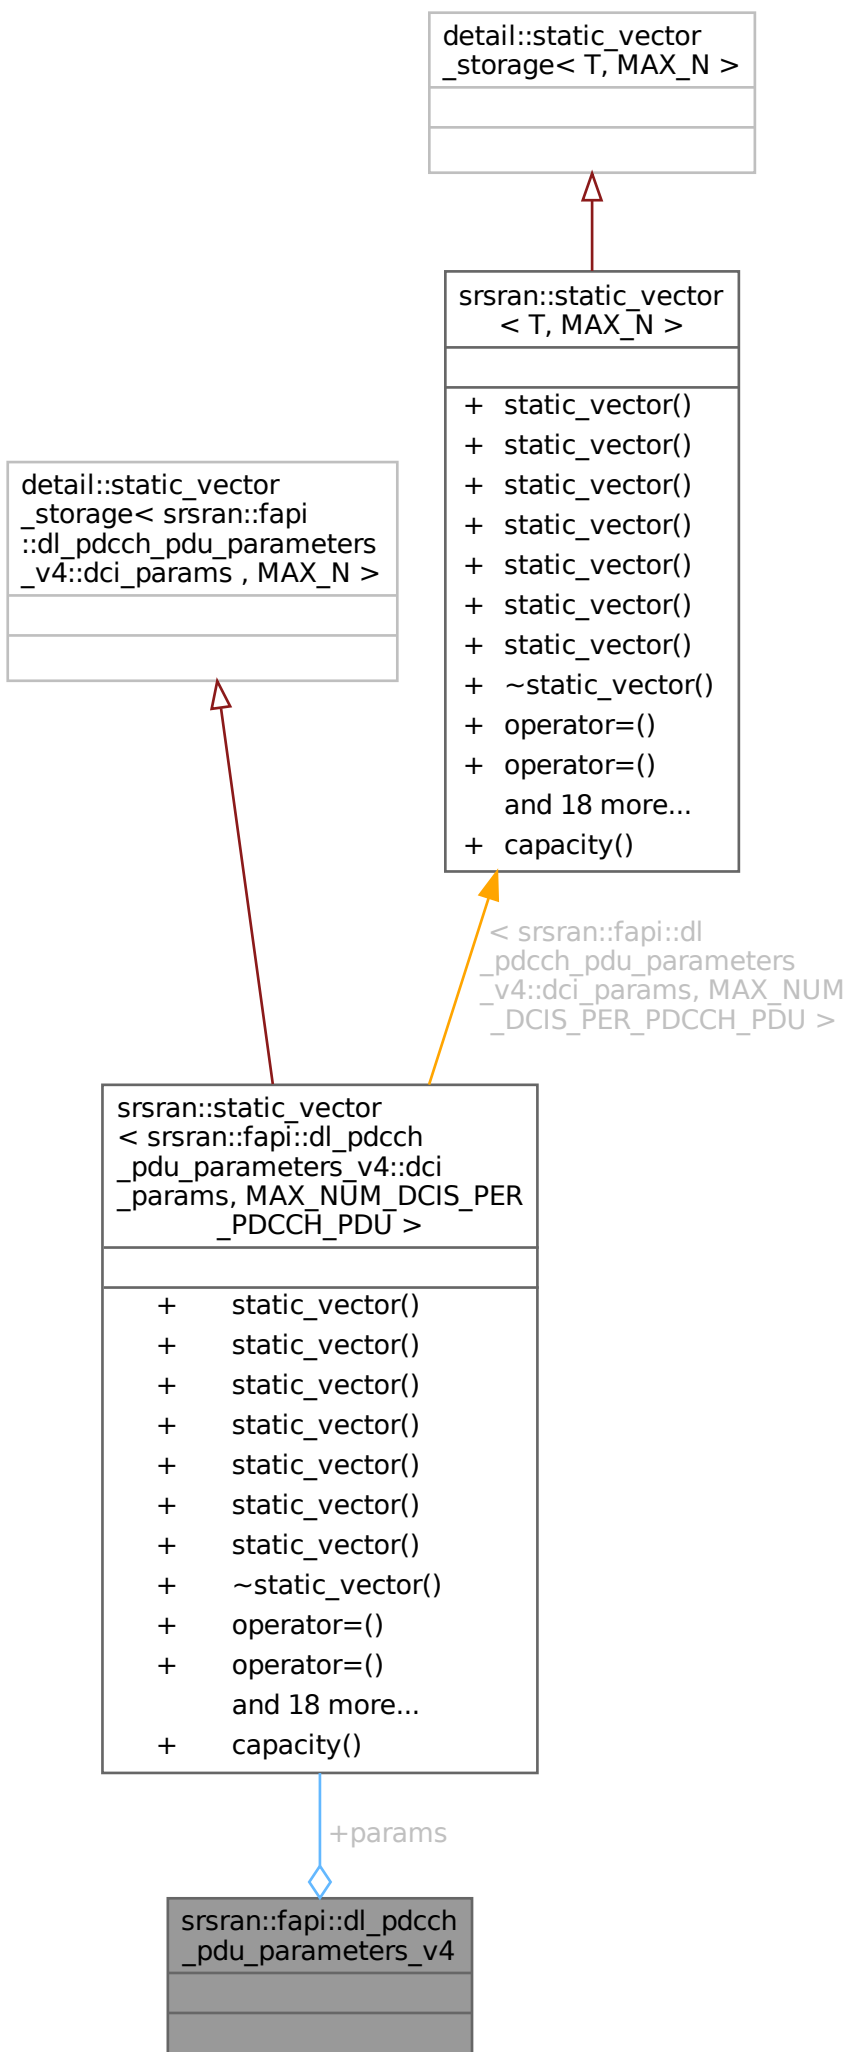 detail::static_vector
_storage< T, MAX_N >
srsran::static_vector
< T, MAX_N >
+ static_vector()
+ static_vector()
+ static_vector()
+ static_vector()
+ static_vector()
+ static_vector()
+ static_vector()
+ ~static_vector()
+ operator=()
+ operator=()
and 18 more...
+ capacity()
detail::static_vector
_storage< srsran::fapi
::dl_pdcch_pdu_parameters
_v4::dci_params , MAX_N >
< srsran::fapi::dl
_pdcch_pdu_parameters
_v4::dci_params, MAX_NUM
_DCIS_PER_PDCCH_PDU >
srsran::static_vector
< srsran::fapi::dl_pdcch
_pdu_parameters_v4::dci
_params, MAX_NUM_DCIS_PER
_PDCCH_PDU >
+ static_vector()
+ static_vector()
+ static_vector()
+ static_vector()
+ static_vector()
+ static_vector()
+ static_vector()
+ ~static_vector()
+ operator=()
+ operator=()
and 18 more...
+ capacity()
+params
srsran::fapi::dl_pdcch
_pdu_parameters_v4